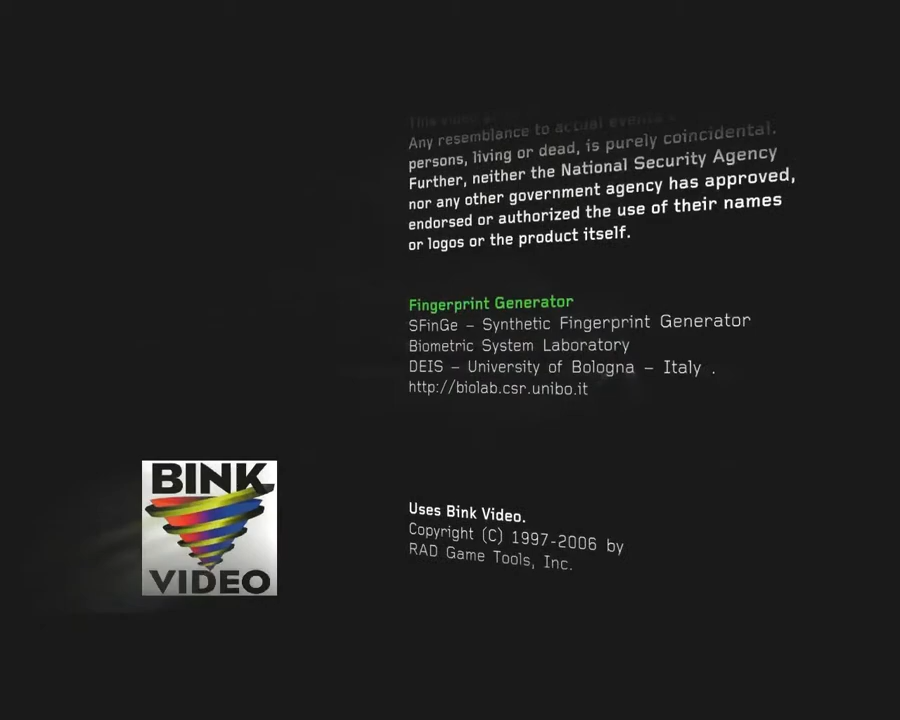 This video
Any resemblance to actual events
persons, living or dead, is purely coincidental.
Further, neither the National Security Agency
nor any other government agency has approved,
endorsed or authorized the use of their names
or logos or the product itself.
Fingerprint Generator
SFinGe – Synthetic Fingerprint Generator
Biometric System Laboratory
DEIS – University of Bologna – Italy .
http://biolab.csr.unibo.it
BINK
VIDEO
Uses Bink Video.
Copyright (C) 1997-2006 by
RAD Game Tools, Inc.